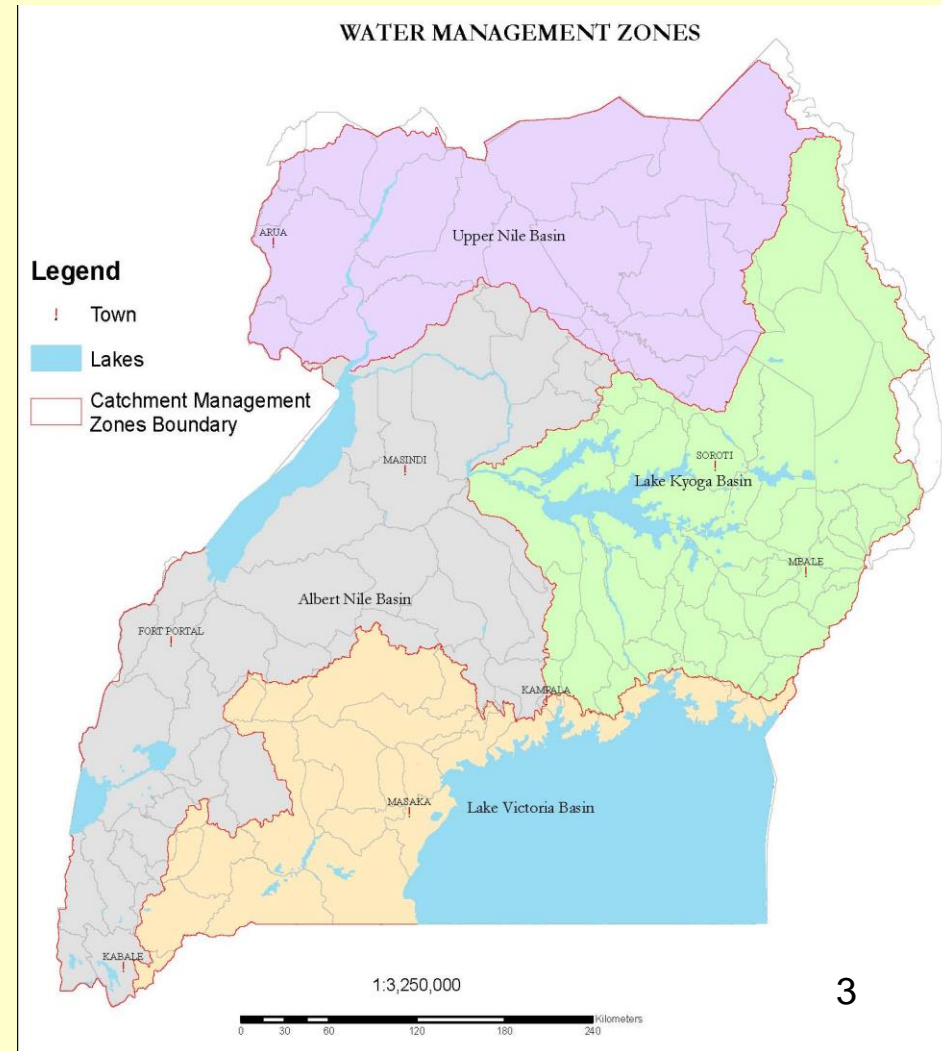 WATER MANAGEMENT ZONES
ARUA
Upper Nile Basin
Legend
! Town
Lakes
Catchment Management
Zones Boundary
MASINDI
SOROTI
Lake Kyoga Basin
MBALE
Albert Nile Basin
FORT PORTAL
KAMPALA
MASAKA
Lake Victoria Basin
KABALE
1:3,250,000
3
Kilometers
0 30 60 120 180 240